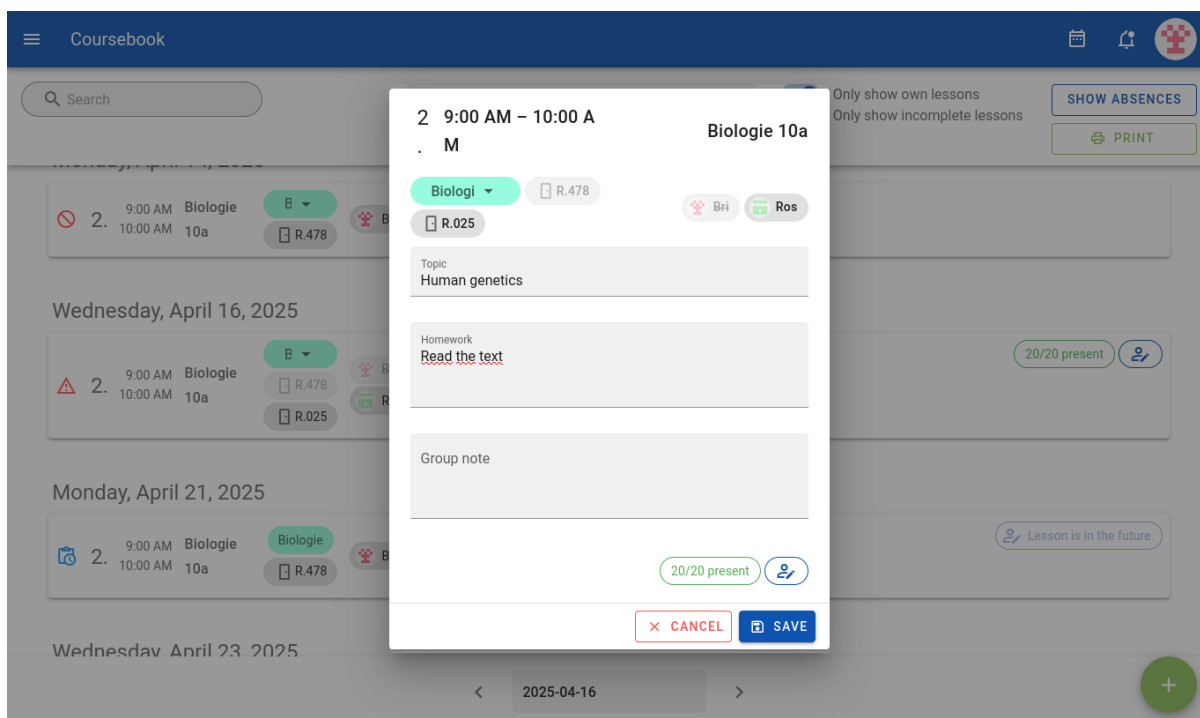 Coursebook
Search
Only show own lessons
Only show incomplete lessons
SHOW ABSENCES
PRINT
2. 9:00 AM 10:00 AM Biologie 10a B R.478 B
Wednesday, April 16, 2025
2. 9:00 AM 10:00 AM Biologie 10a B R.478 R.025 R 20/20 present
Monday, April 21, 2025
2. 9:00 AM 10:00 AM Biologie 10a Biologie R.478 B Lesson is in the future
Wednesday, April 23, 2025
2025-04-16
2 9:00 AM – 10:00 A
. M
Biologie 10a
Biologi R.478
R.025
Bri Ros
Topic
Human genetics
Homework
Read the text
Group note
20/20 present
CANCEL SAVE